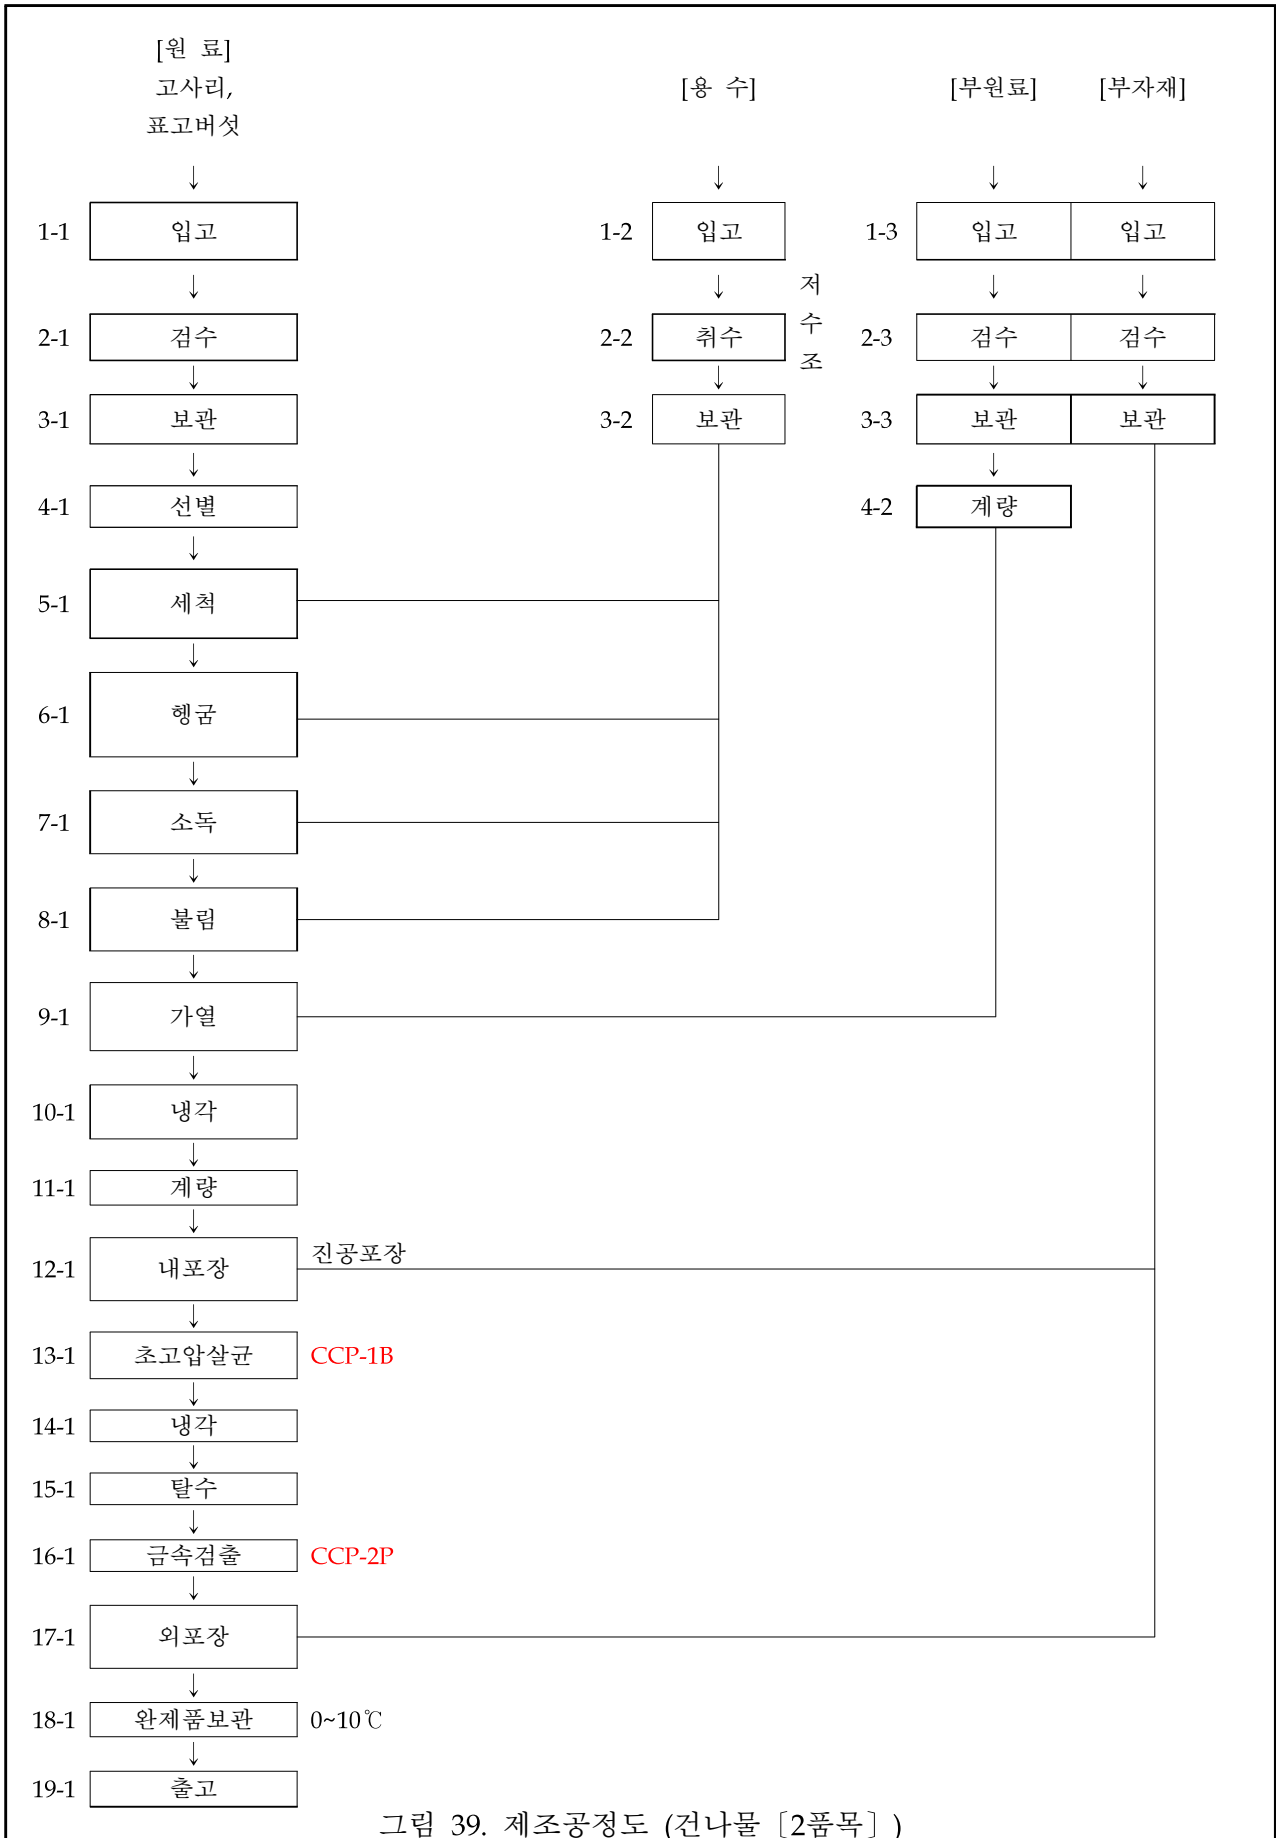 [원 료]
고사리,
표고버섯
[용 수]
[부원료]
[부자재]
1-1
입고
1-2
입고
1-3
입고
입고
저
수
조
2-1
검수
2-2
취수
2-3
검수
검수
3-1
보관
3-2
보관
3-3
보관
보관
4-1
선별
4-2
계량
5-1
세척
6-1
헹굼
7-1
소독
8-1
불림
9-1
가열
10-1
냉각
11-1
계량
12-1
내포장
진공포장
13-1
초고압살균
CCP-1B
14-1
냉각
15-1
탈수
16-1
금속검출
CCP-2P
17-1
외포장
18-1
완제품보관
0~10℃
19-1
출고
그림 39. 제조공정도 (건나물〔2품목〕)